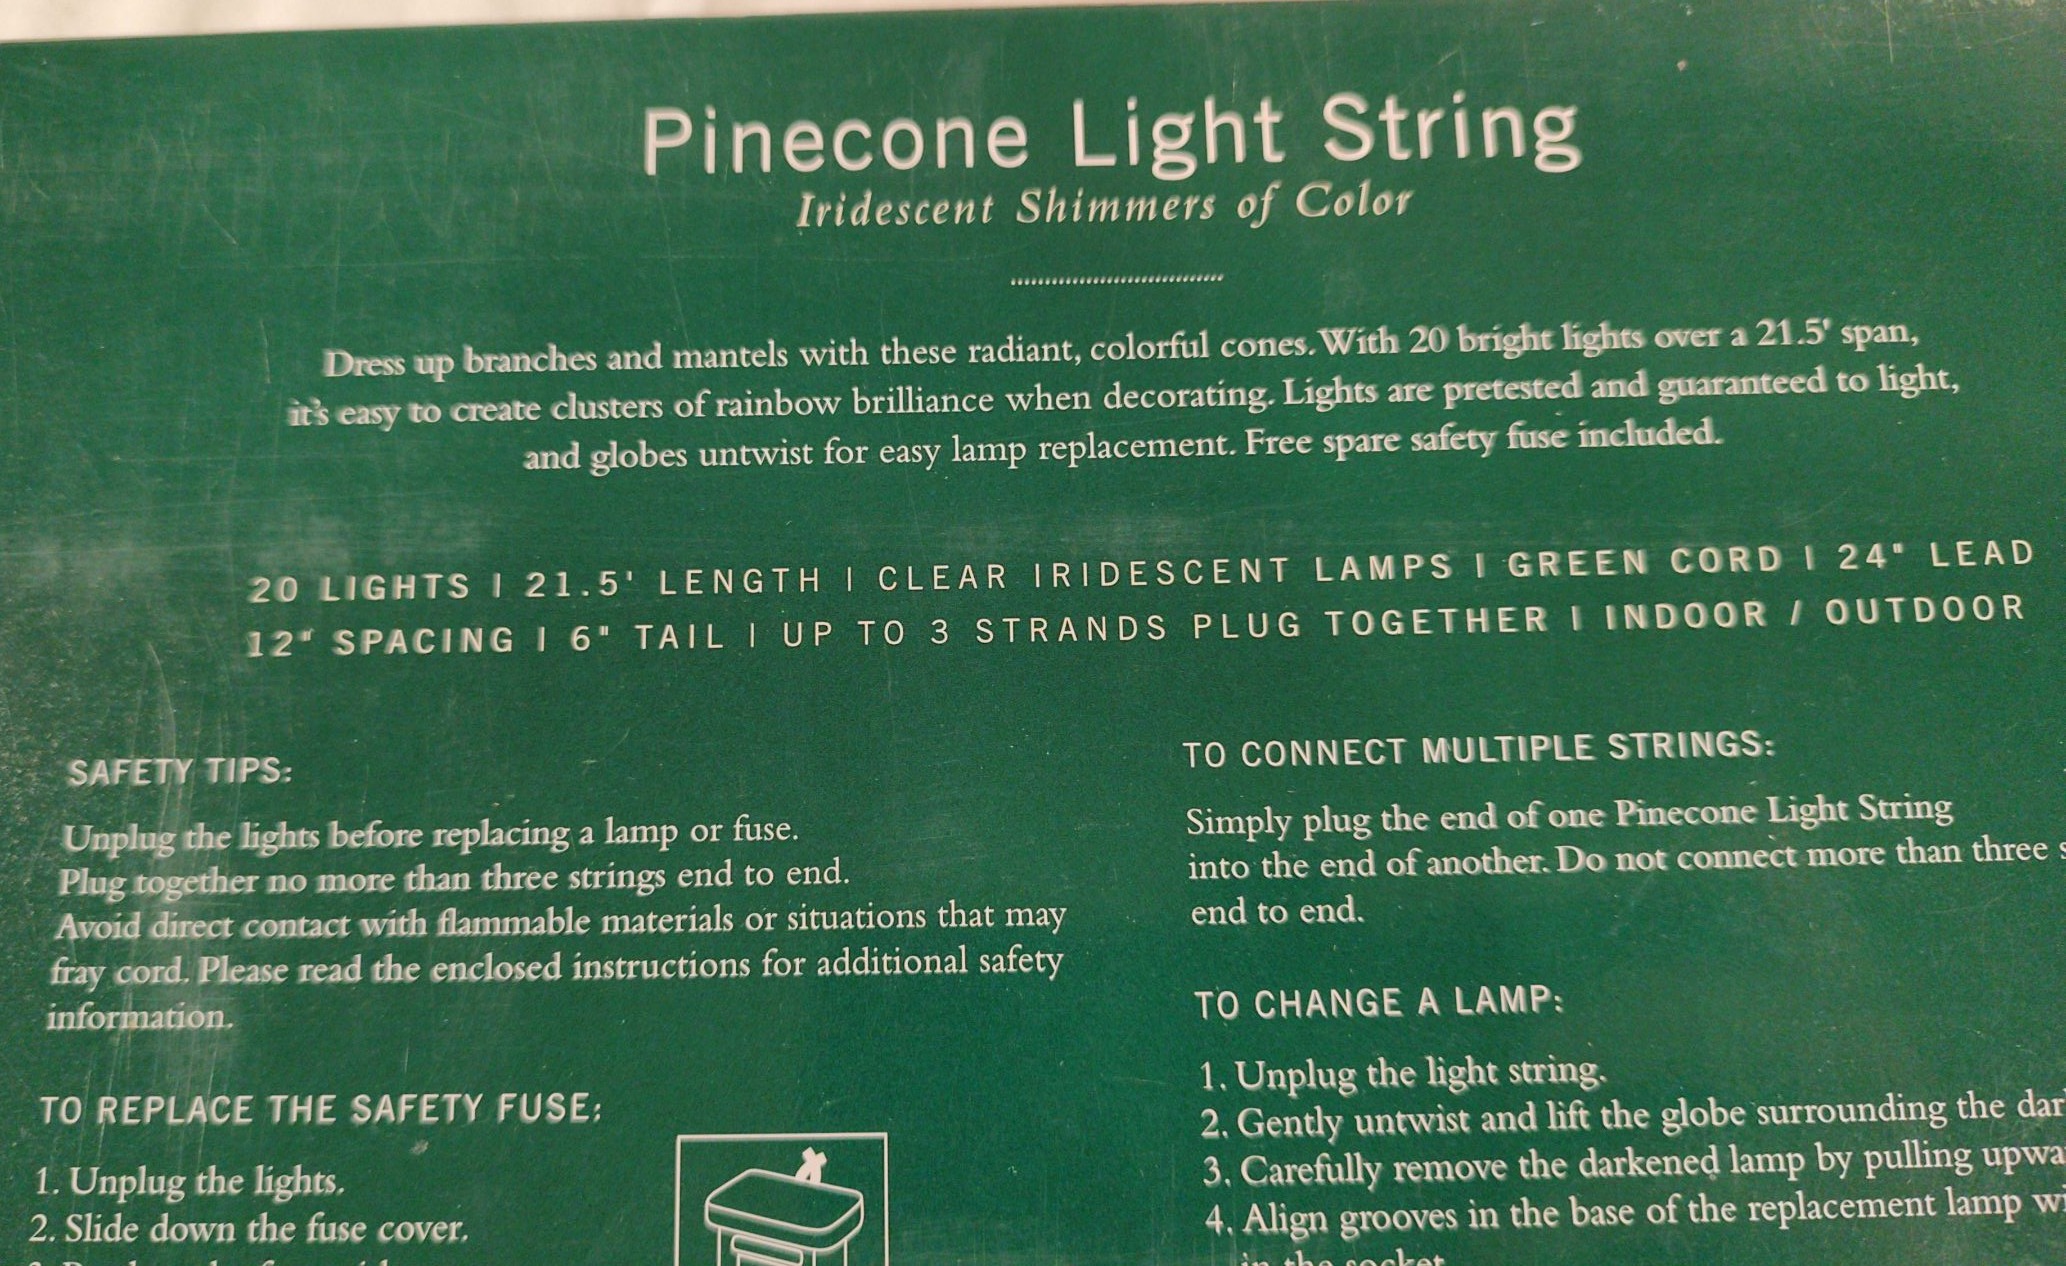 Pinecone Light String
Iridescent Shimmers of Color
Dress up branches and mantels with these radiant, colorful cones. With 20 bright lights over a 21.5' span,
it's easy to create clusters of rainbow brilliance when decorating. Lights are pretested and guaranteed to light,
and globes untwist for easy lamp replacement. Free spare safety fuse included.
20 LIGHTS | 21.5' LENGTH | CLEAR IRIDESCENT LAMPS | GREEN CORD | 24" LEAD
12" SPACING | 6" TAIL | UP TO 3 STRANDS PLUG TOGETHER | INDOOR / OUTDOOR
SAFETY TIPS:
Unplug the lights before replacing a lamp or fuse.
Plug together no more than three strings end to end.
Avoid direct contact with flammable materials or situations that may
fray cord. Please read the enclosed instructions for additional safety
information.
TO REPLACE THE SAFETY FUSE:
1. Unplug the lights.
2. Slide down the fuse cover.
TO CONNECT MULTIPLE STRINGS:
Simply plug the end of one Pinecone Light String
into the end of another. Do not connect more than three
end to end.
TO CHANGE A LAMP:
1. Unplug the light string.
2. Gently untwist and lift the globe surrounding the
3. Carefully remove the darkened lamp by pulling
4. Align grooves in the base of the replacement lamp
in the socket